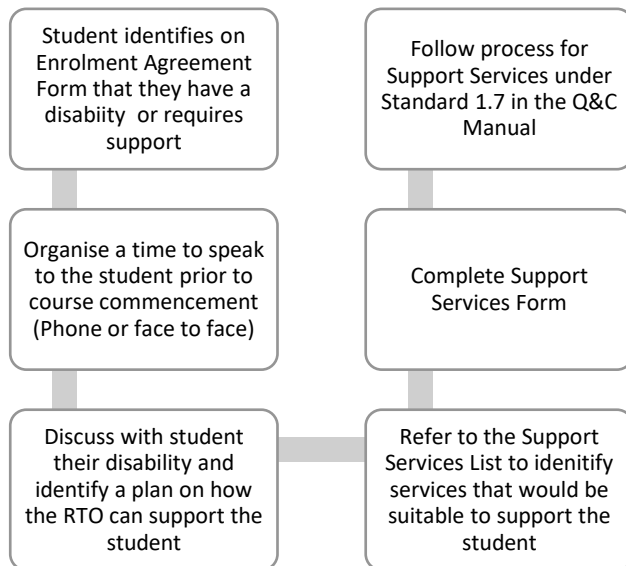 Student identifies on
Enrolment Agreement
Form that they have a
disabiity or requires
support
Organise a time to speak
to the student prior to
course commencement
(Phone or face to face)
Discuss with student
their disability and
identify a plan on how
the RTO can support the
student
Refer to the Support
Services List to idenitify
services that would be
suitable to support the
student
Complete Support
Services Form
Follow process for
Support Services under
Standard 1.7 in the Q&C
Manual